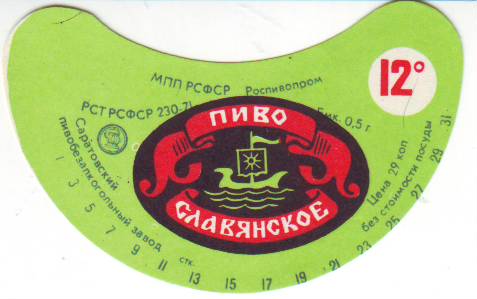 МПП РСФСР Роспивопром
РСТ РСФСР 230-71
12°
ПИВО
СЛАВЯНСКОЕ
Саратовский
пивобезалкогольный завод
Емк. 0,5 г.
Цена 29 коп
без стоимости посуды
1 3 5 7 9 11 13 15 17 19 21 23 25 27 29 31
стк.